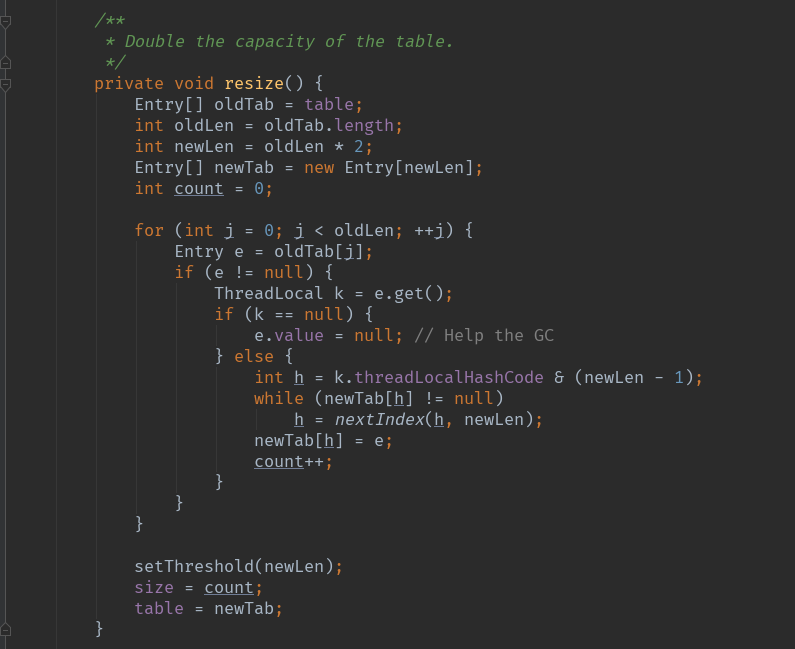 /**
 * Double the capacity of the table.
 */
private void resize() {
    Entry[] oldTab = table;
    int oldLen = oldTab.length;
    int newLen = oldLen * 2;
    Entry[] newTab = new Entry[newLen];
    int count = 0;

    for (int j = 0; j < oldLen; ++j) {
        Entry e = oldTab[j];
        if (e != null) {
            ThreadLocal k = e.get();
            if (k == null) {
                e.value = null; // Help the GC
            } else {
                int h = k.threadLocalHashCode & (newLen - 1);
                while (newTab[h] != null)
                    h = nextIndex(h, newLen);
                newTab[h] = e;
                count++;
            }
        }
    }

    setThreshold(newLen);
    size = count;
    table = newTab;
}